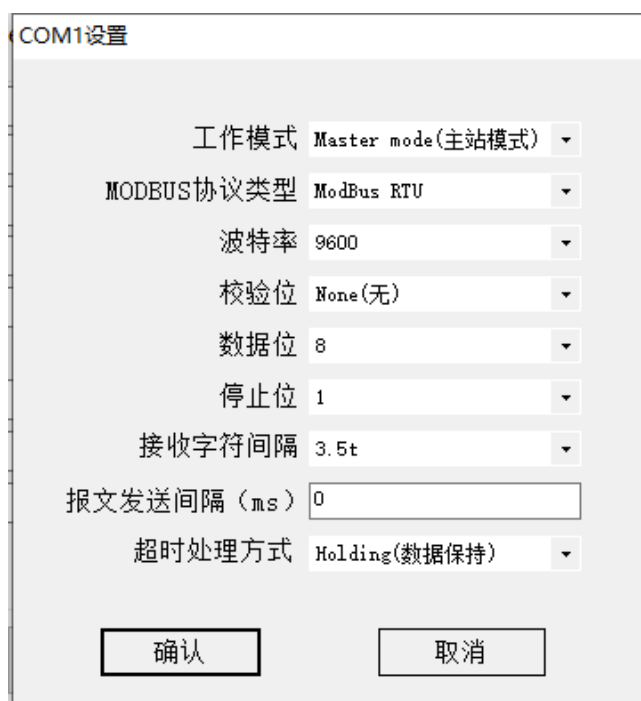 COM1设置
工作模式 Master mode(主站模式)
MODBUS协议类型 ModBus RTU
波特率 9600
校验位 None(无)
数据位 8
停止位 1
接收字符间隔 3.5t
报文发送间隔（ms） 0
超时处理方式 Holding(数据保持)
确认 取消